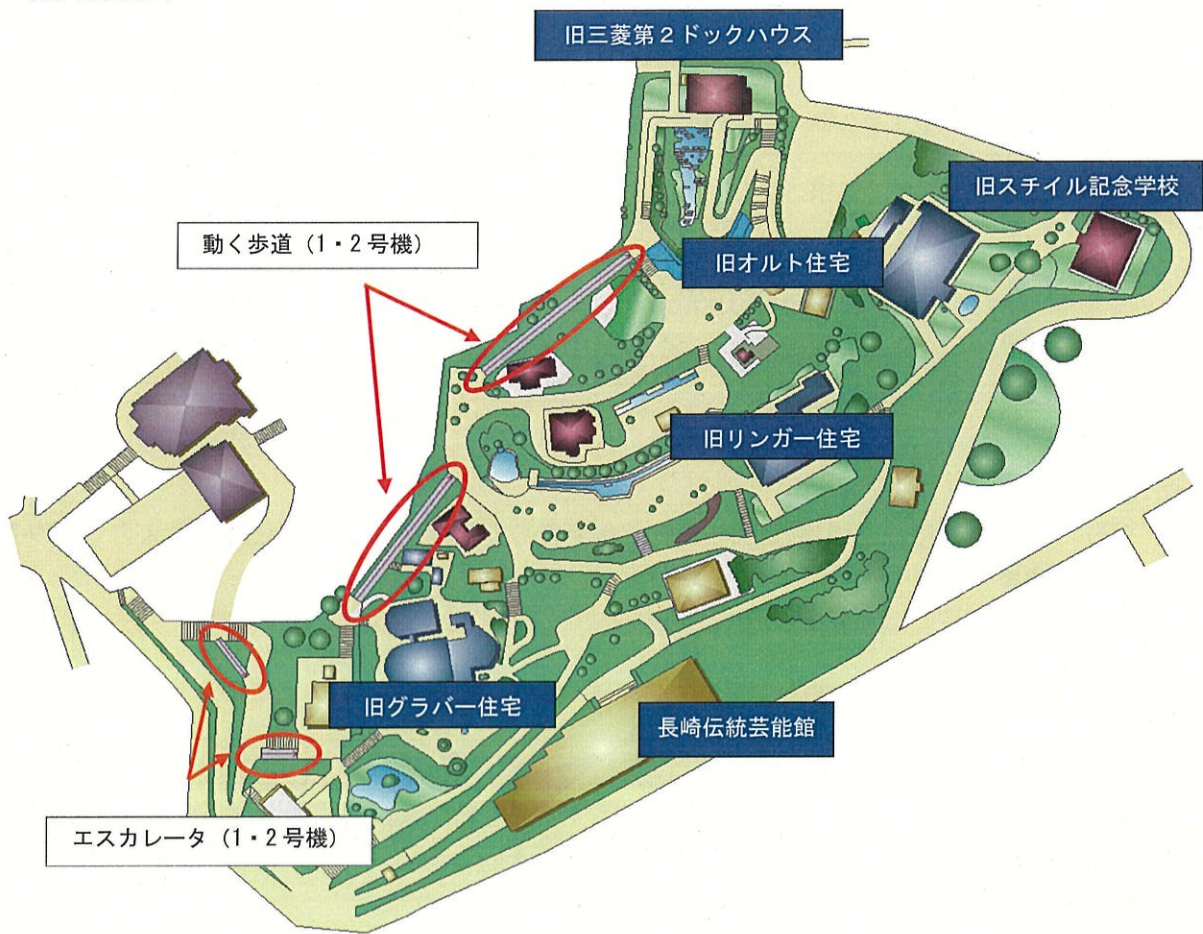 旧三菱第2ドックハウス
旧スチイル記念学校
動く歩道（1・2号機）
旧オルト住宅
旧リンガー住宅
旧グラバー住宅
長崎伝統芸能館
エスカレータ（1・2号機）